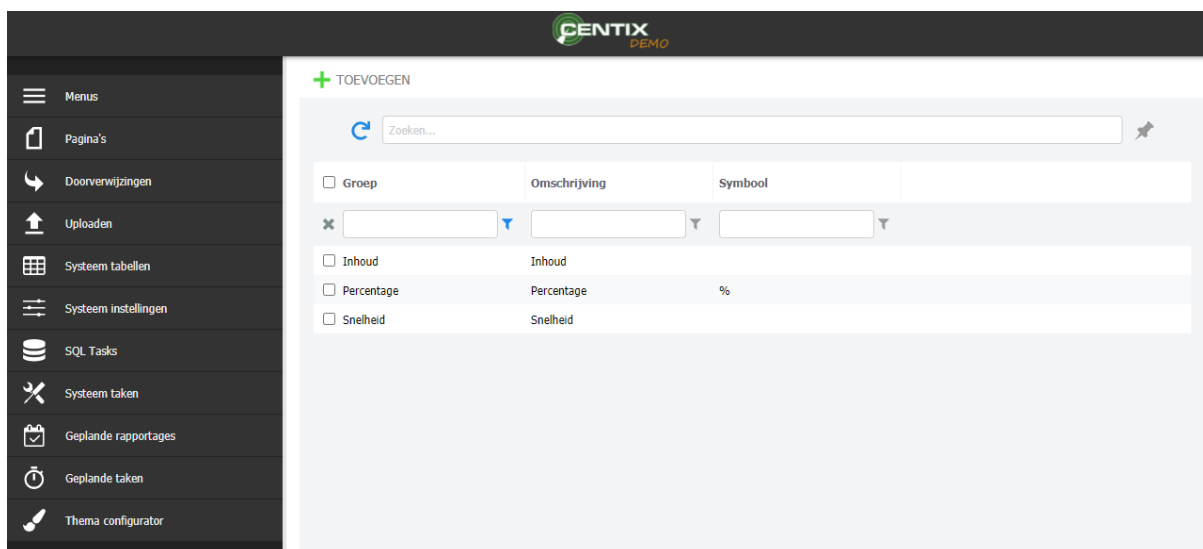 CENTIX
DEMO
Menus
Pagina's
Doorverwijzingen
Uploaden
Systeem tabellen
Systeem instellingen
SQL Tasks
Systeem taken
Geplande rapportages
Geplande taken
Thema configurator
TOEVOEGEN
Zoeken...
Groep Omschrijving Symbool
Inhoud Inhoud
Percentage Percentage %
Snelheid Snelheid